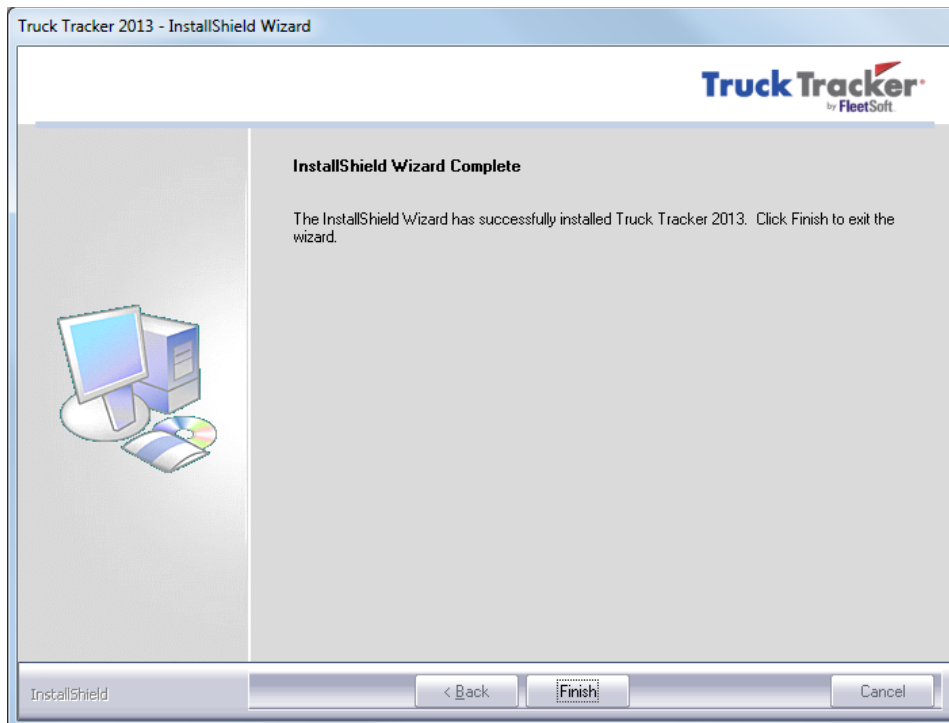 Truck Tracker 2013 - InstallShield Wizard
Truck Tracker
by FleetSoft
InstallShield Wizard Complete
The InstallShield Wizard has successfully installed Truck Tracker 2013. Click Finish to exit the
wizard.
InstallShield
< Back
Finish
Cancel